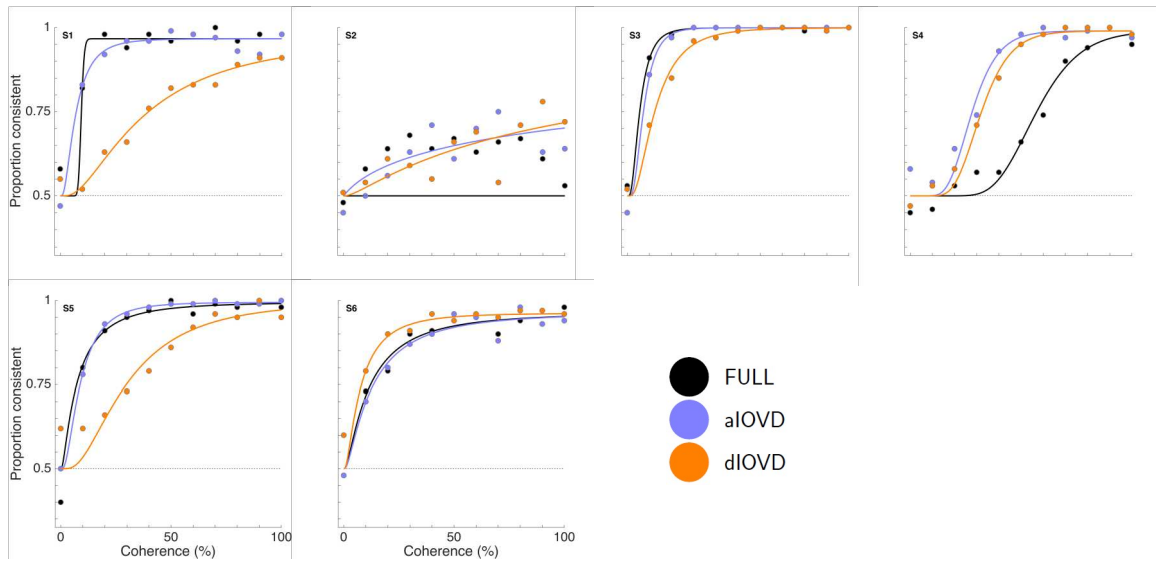 S1
S2
S3
S4
1
0.75
0.5
Proportion consistent
S5
S6
1
0.75
0.5
Proportion consistent
0
50
100
0
50
100
Coherence (%)
Coherence (%)
FULL
aIOVD
dIOVD